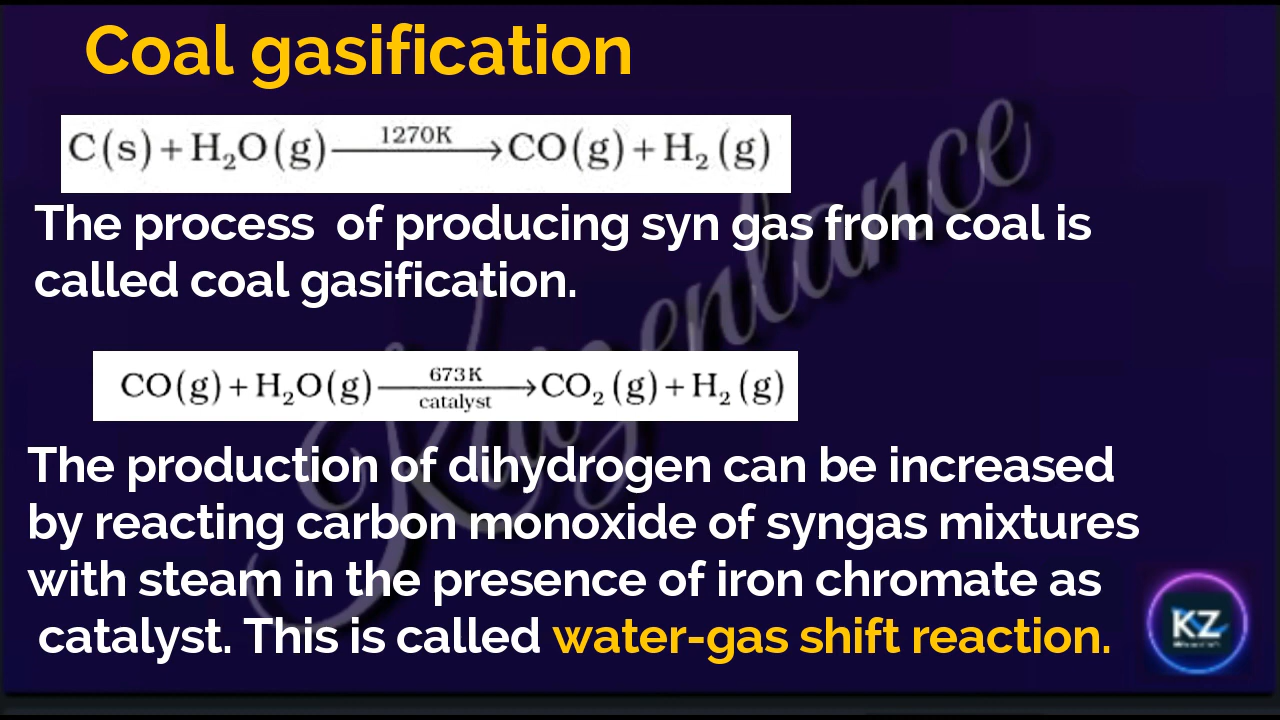 Coal gasification
C(s)+H₂O(g) 1270K → CO(g)+H₂(g)
The process of producing syn gas from coal is
called coal gasification.
CO(g)+H₂O(g) 673K catalyst → CO₂(g)+H₂(g)
The production of dihydrogen can be increased
by reacting carbon monoxide of syngas mixtures
with steam in the presence of iron chromate as
catalyst. This is called water-gas shift reaction.
KZ